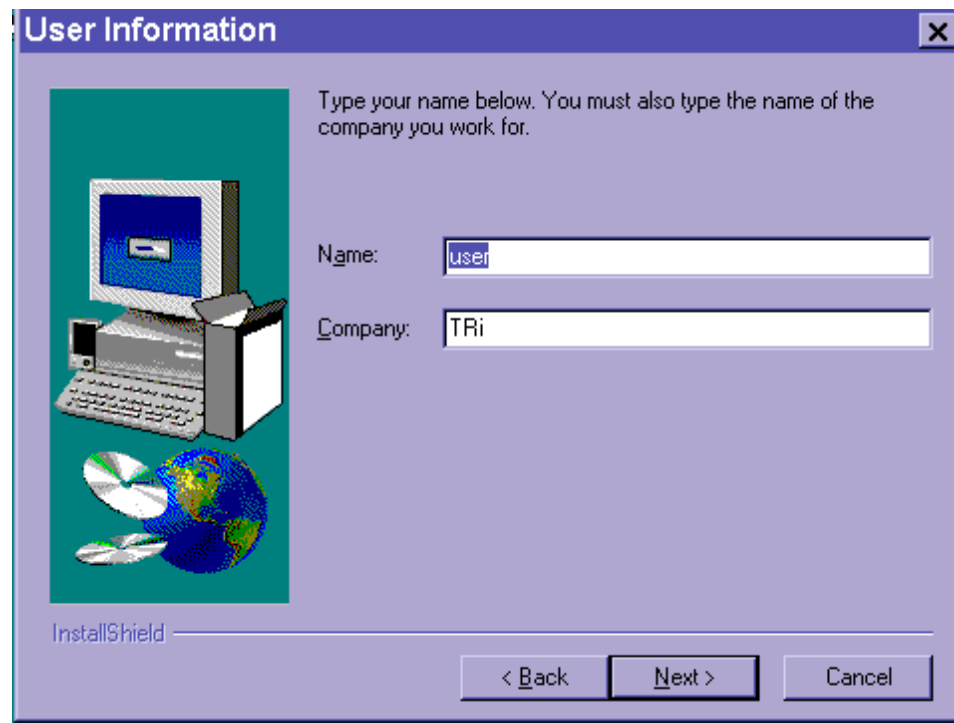 User Information
Type your name below. You must also type the name of the
company you work for.
Name: user
Company: TRi
InstallShield
< Back Next > Cancel